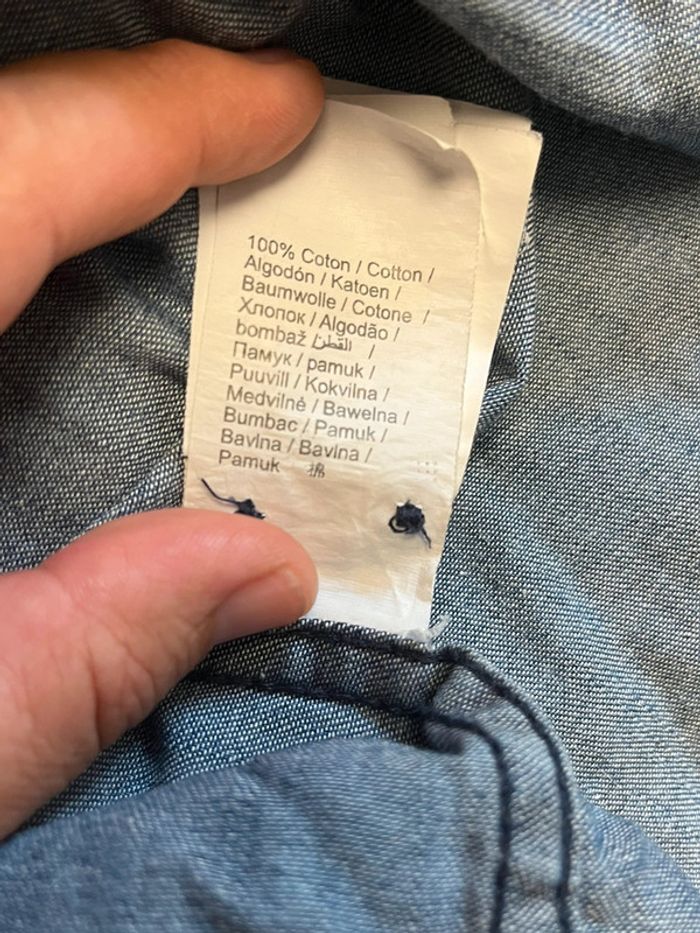 100% Coton / Cotton /
Algodón / Katoen /
Baumwolle / Cotone /
Хлопок / Algodão /
bombaž / القطن /
Памук / pamuk /
Puuvill / Kokvilna /
Medvilnė / Bawełna /
Bumbac / Pamuk /
Bavlna / Bavlna /
Pamuk 棉